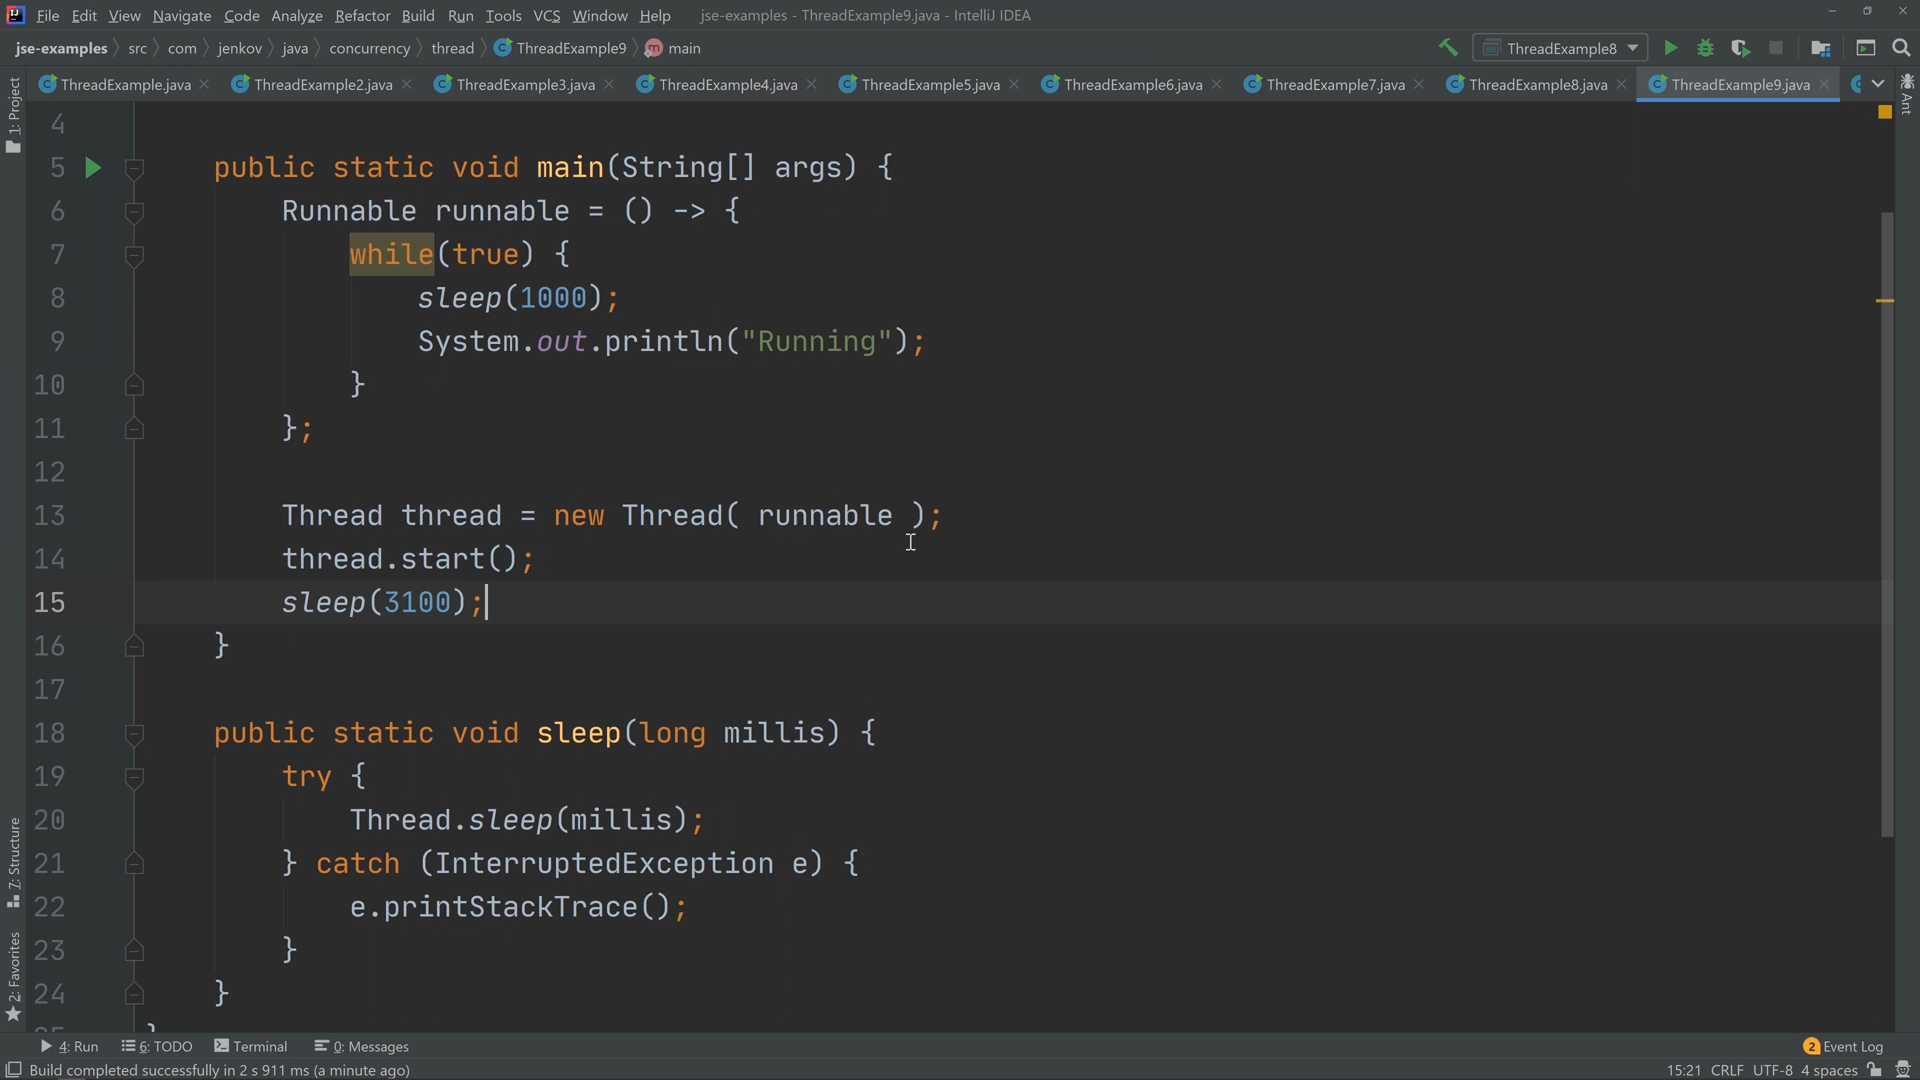 File Edit View Navigate Code Analyze Refactor Build Run Tools VCS Window Help jse-examples - ThreadExample9.java - IntelliJ IDEA
jse-examples src com jenkov java concurrency thread ThreadExample9 main ThreadExample8
ThreadExample.java ThreadExample2.java ThreadExample3.java ThreadExample4.java ThreadExample5.java ThreadExample6.java ThreadExample7.java ThreadExample8.java ThreadExample9.java
1: Project
Ant
4
5 public static void main(String[] args) {
6 Runnable runnable = () -> {
7 while(true) {
8 sleep(1000);
9 System.out.println("Running");
10 }
11 };
12
13 Thread thread = new Thread( runnable );
14 thread.start();
15 sleep(3100);
16 }
17
18 public static void sleep(long millis) {
19 try {
20 Thread.sleep(millis);
21 } catch (InterruptedException e) {
22 e.printStackTrace();
23 }
24 }
7: Structure
2: Favorites
4: Run 6: TODO Terminal 0: Messages 2 Event Log
Build completed successfully in 2 s 911 ms (a minute ago) 15:21 CRLF UTF-8 4 spaces